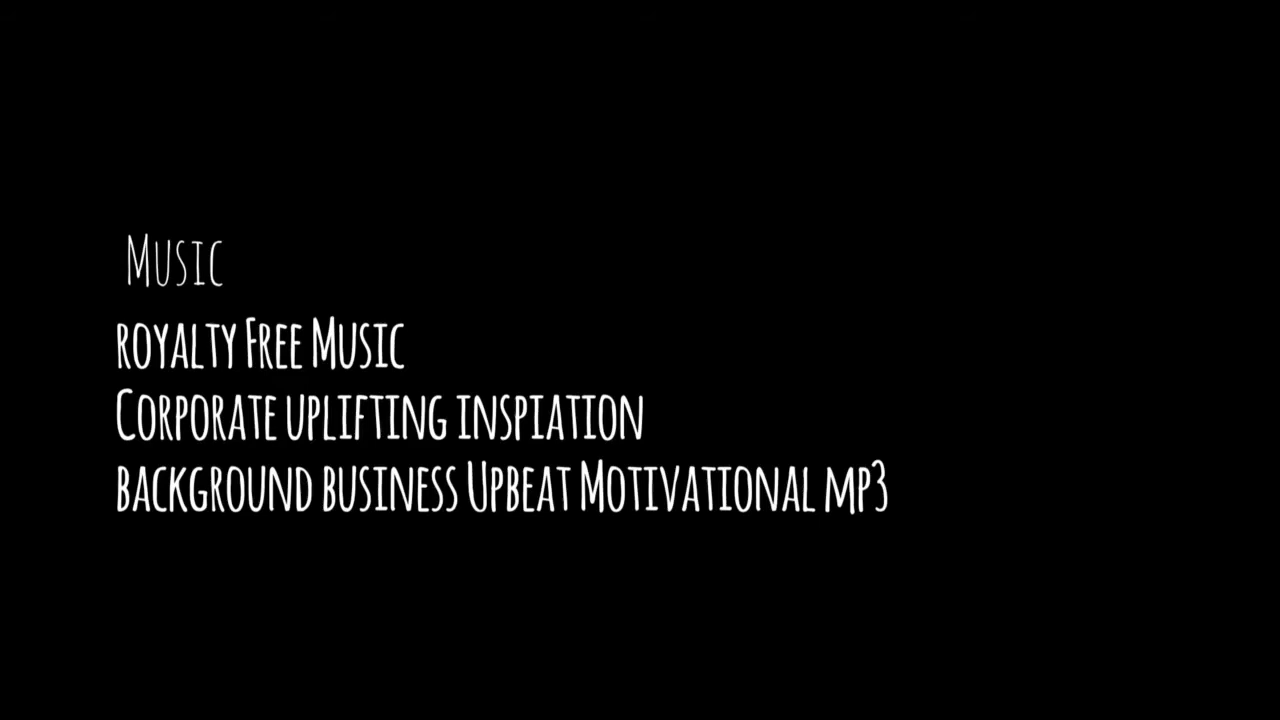 Music
royalty Free Music
Corporate uplifting inspiation
background business Upbeat Motivational mp3